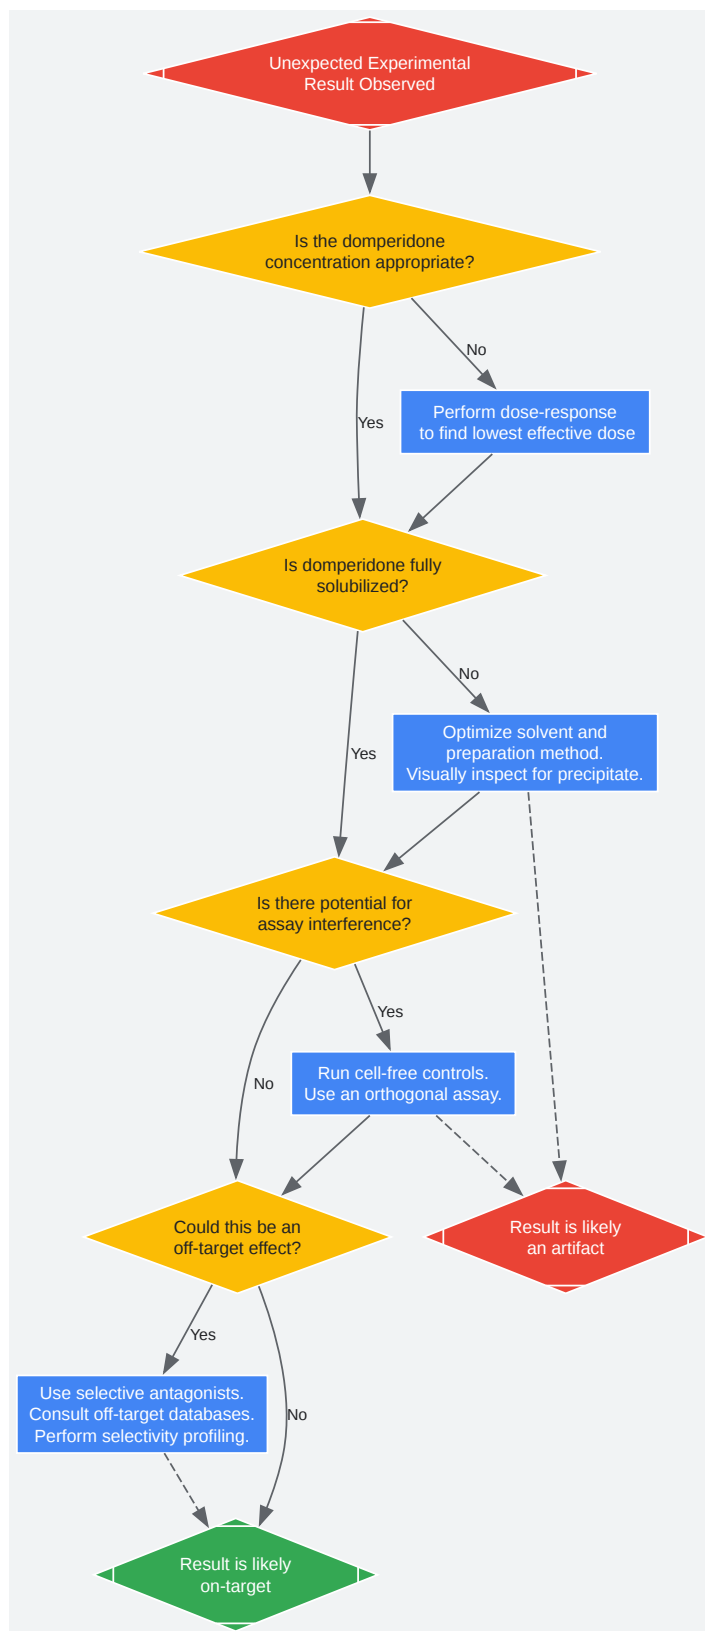 Unexpected Experimental
Result Observed
Is the domperidone
concentration appropriate?
No
Perform dose-response
to find lowest effective dose
Yes
Is domperidone fully
solubilized?
No
Optimize solvent and
preparation method.
Visually inspect for precipitate.
Yes
Is there potential for
assay interference?
Yes
Run cell-free controls.
Use an orthogonal assay.
No
Could this be an
off-target effect?
Result is likely
an artifact
Yes
Use selective antagonists.
Consult off-target databases.
Perform selectivity profiling.
No
Result is likely
on-target